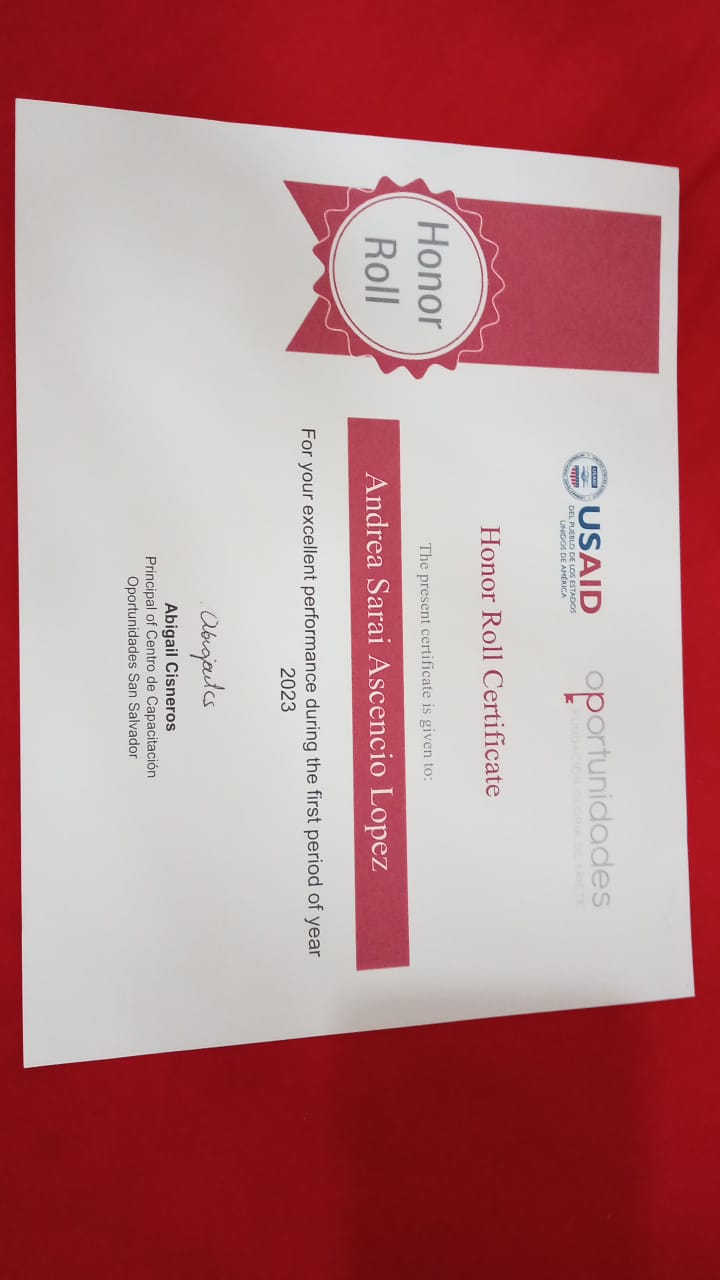 USAID
DEL PUEBLO DE LOS ESTADOS
UNIDOS DE AMÉRICA
oportunidades
FUNDACIÓN GLORIA DE KRIETE
Honor Roll Certificate
Honor
Roll
The present certificate is given to:
Andrea Sarai Ascencio Lopez
For your excellent performance during the first period of year
2023
Abigail Cisneros
Principal of Centro de Capacitación
Oportunidades San Salvador